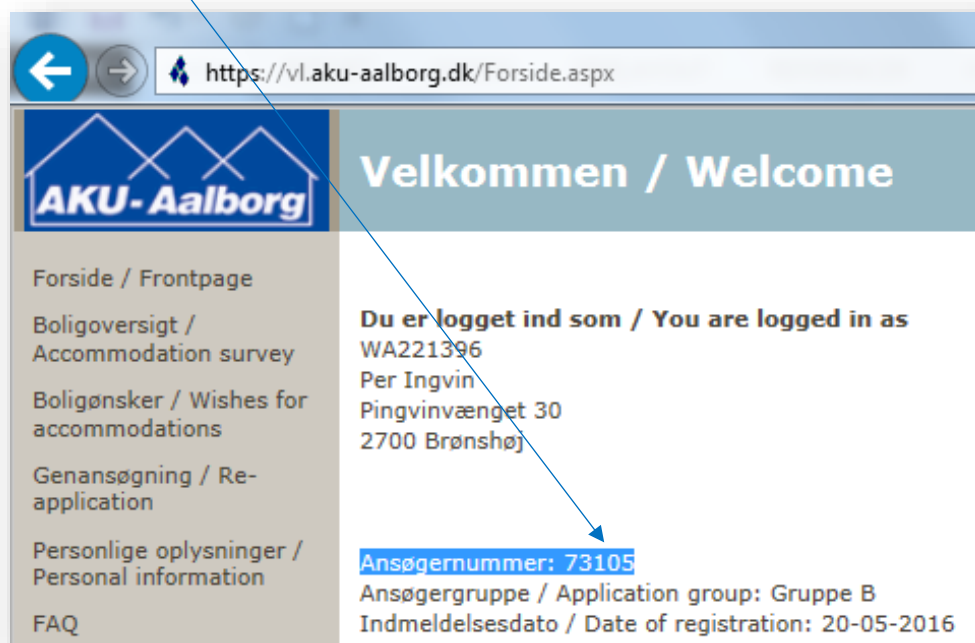 https://vl.aku-aalborg.dk/Forside.aspx
AKU-Aalborg
Velkommen / Welcome
Forside / Frontpage
Boligoversigt /
Accommodation survey
Boligønsker / Wishes for
accommodations
Genansøgning / Re-
application
Personlige oplysninger /
Personal information
FAQ
Du er logget ind som / You are logged in as
WA221396
Per Ingvin
Pingvinvænget 30
2700 Brønshøj
Ansøgernummer: 73105
Ansøgergruppe / Application group: Gruppe B
Indmeldelsesdato / Date of registration: 20-05-2016